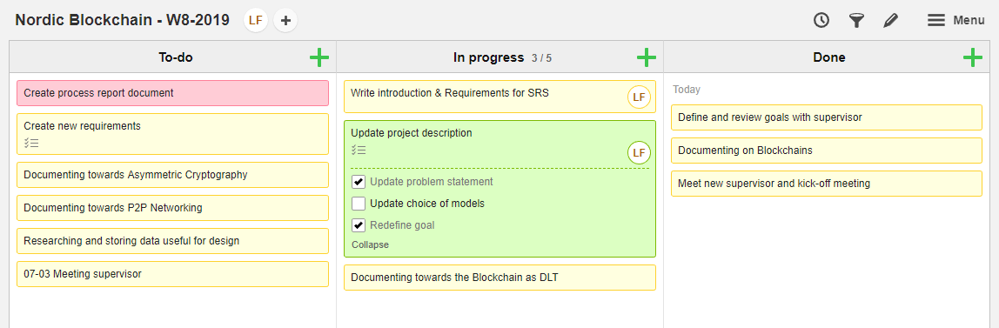 Nordic Blockchain - W8-2019 LF
Menu
To-do
Create process report document
Create new requirements
Documenting towards Asymmetric Cryptography
Documenting towards P2P Networking
Researching and storing data useful for design
07-03 Meeting supervisor
In progress 3 / 5
Write introduction & Requirements for SRS
LF
Update project description
LF
Update problem statement
Update choice of models
Redefine goal
Collapse
Documenting towards the Blockchain as DLT
Done
Today
Define and review goals with supervisor
Documenting on Blockchains
Meet new supervisor and kick-off meeting